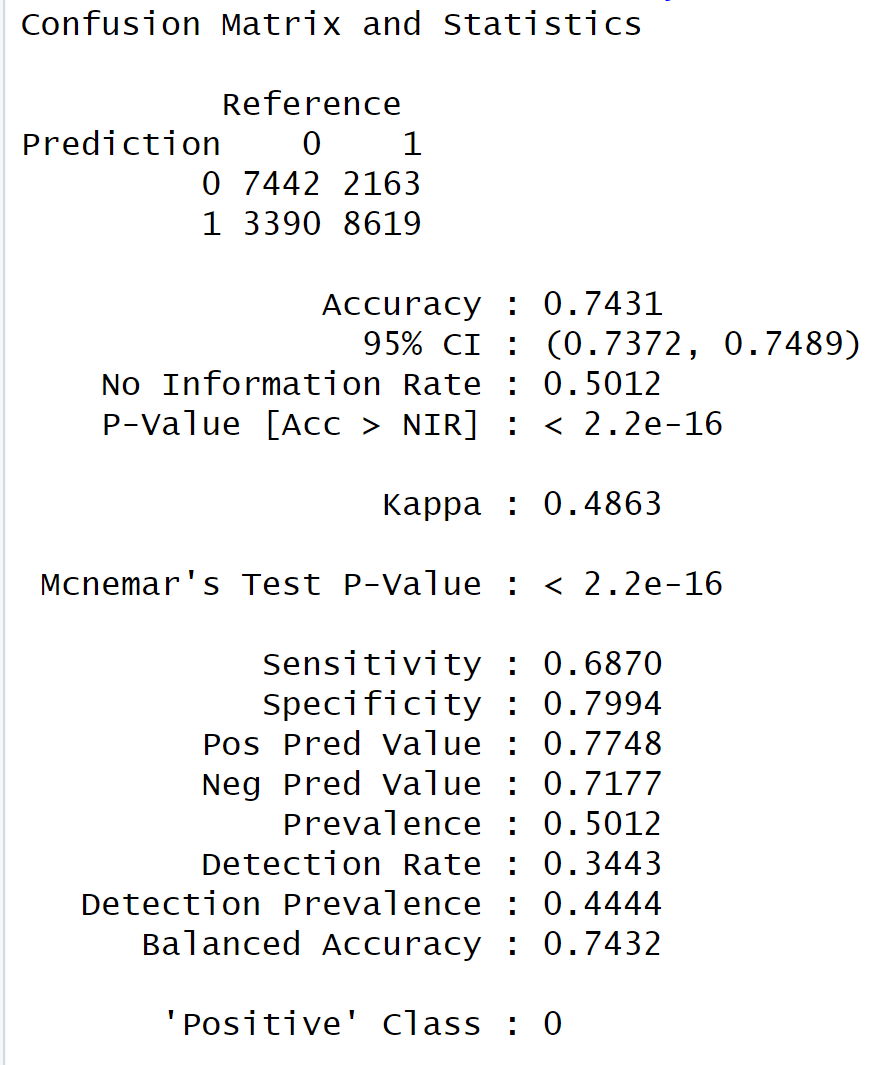 Confusion Matrix and Statistics
Reference
Prediction 0 1
0 7442 2163
1 3390 8619
Accuracy : 0.7431
95% CI : (0.7372, 0.7489)
No Information Rate : 0.5012
P-Value [Acc > NIR] : < 2.2e-16
Kappa : 0.4863
Mcnemar's Test P-Value : < 2.2e-16
Sensitivity : 0.6870
Specificity : 0.7994
Pos Pred Value : 0.7748
Neg Pred Value : 0.7177
Prevalence : 0.5012
Detection Rate : 0.3443
Detection Prevalence : 0.4444
Balanced Accuracy : 0.7432
'Positive' Class : 0